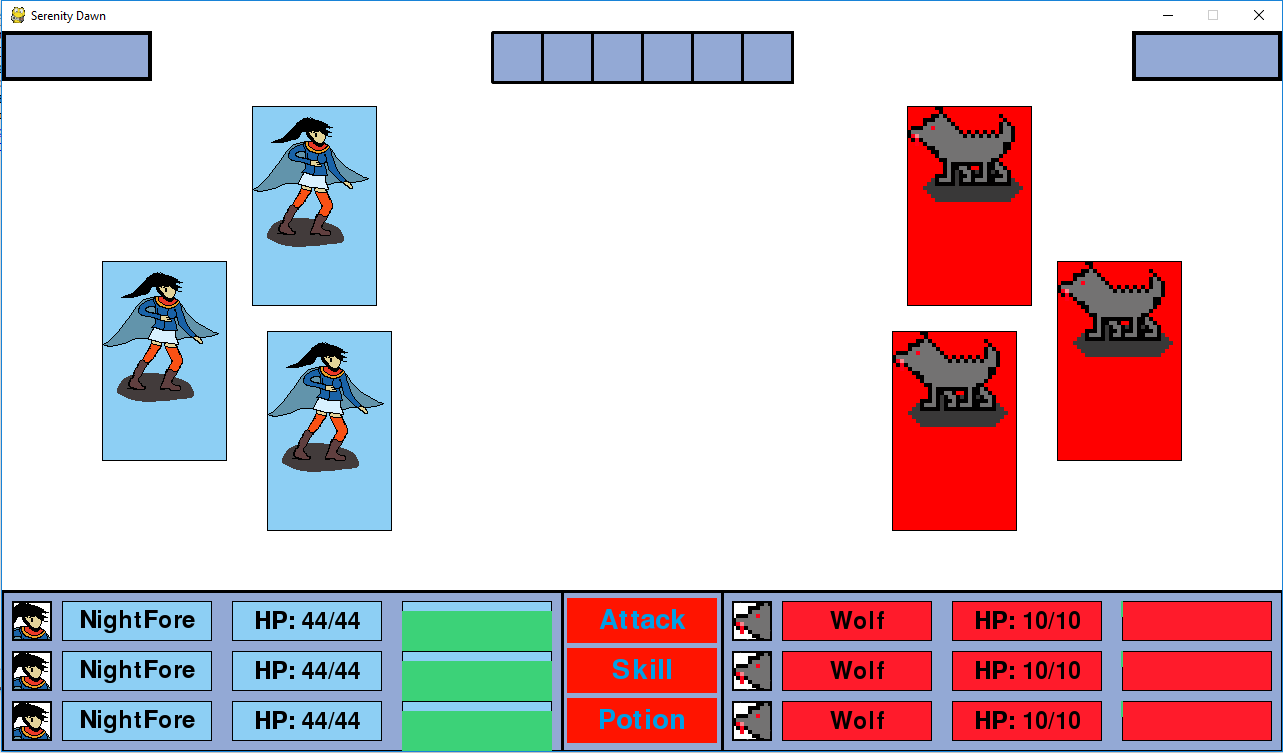 Serenity Dawn
NightFore HP: 44/44 Attack Wolf HP: 10/10
NightFore HP: 44/44 Skill Wolf HP: 10/10
NightFore HP: 44/44 Potion Wolf HP: 10/10